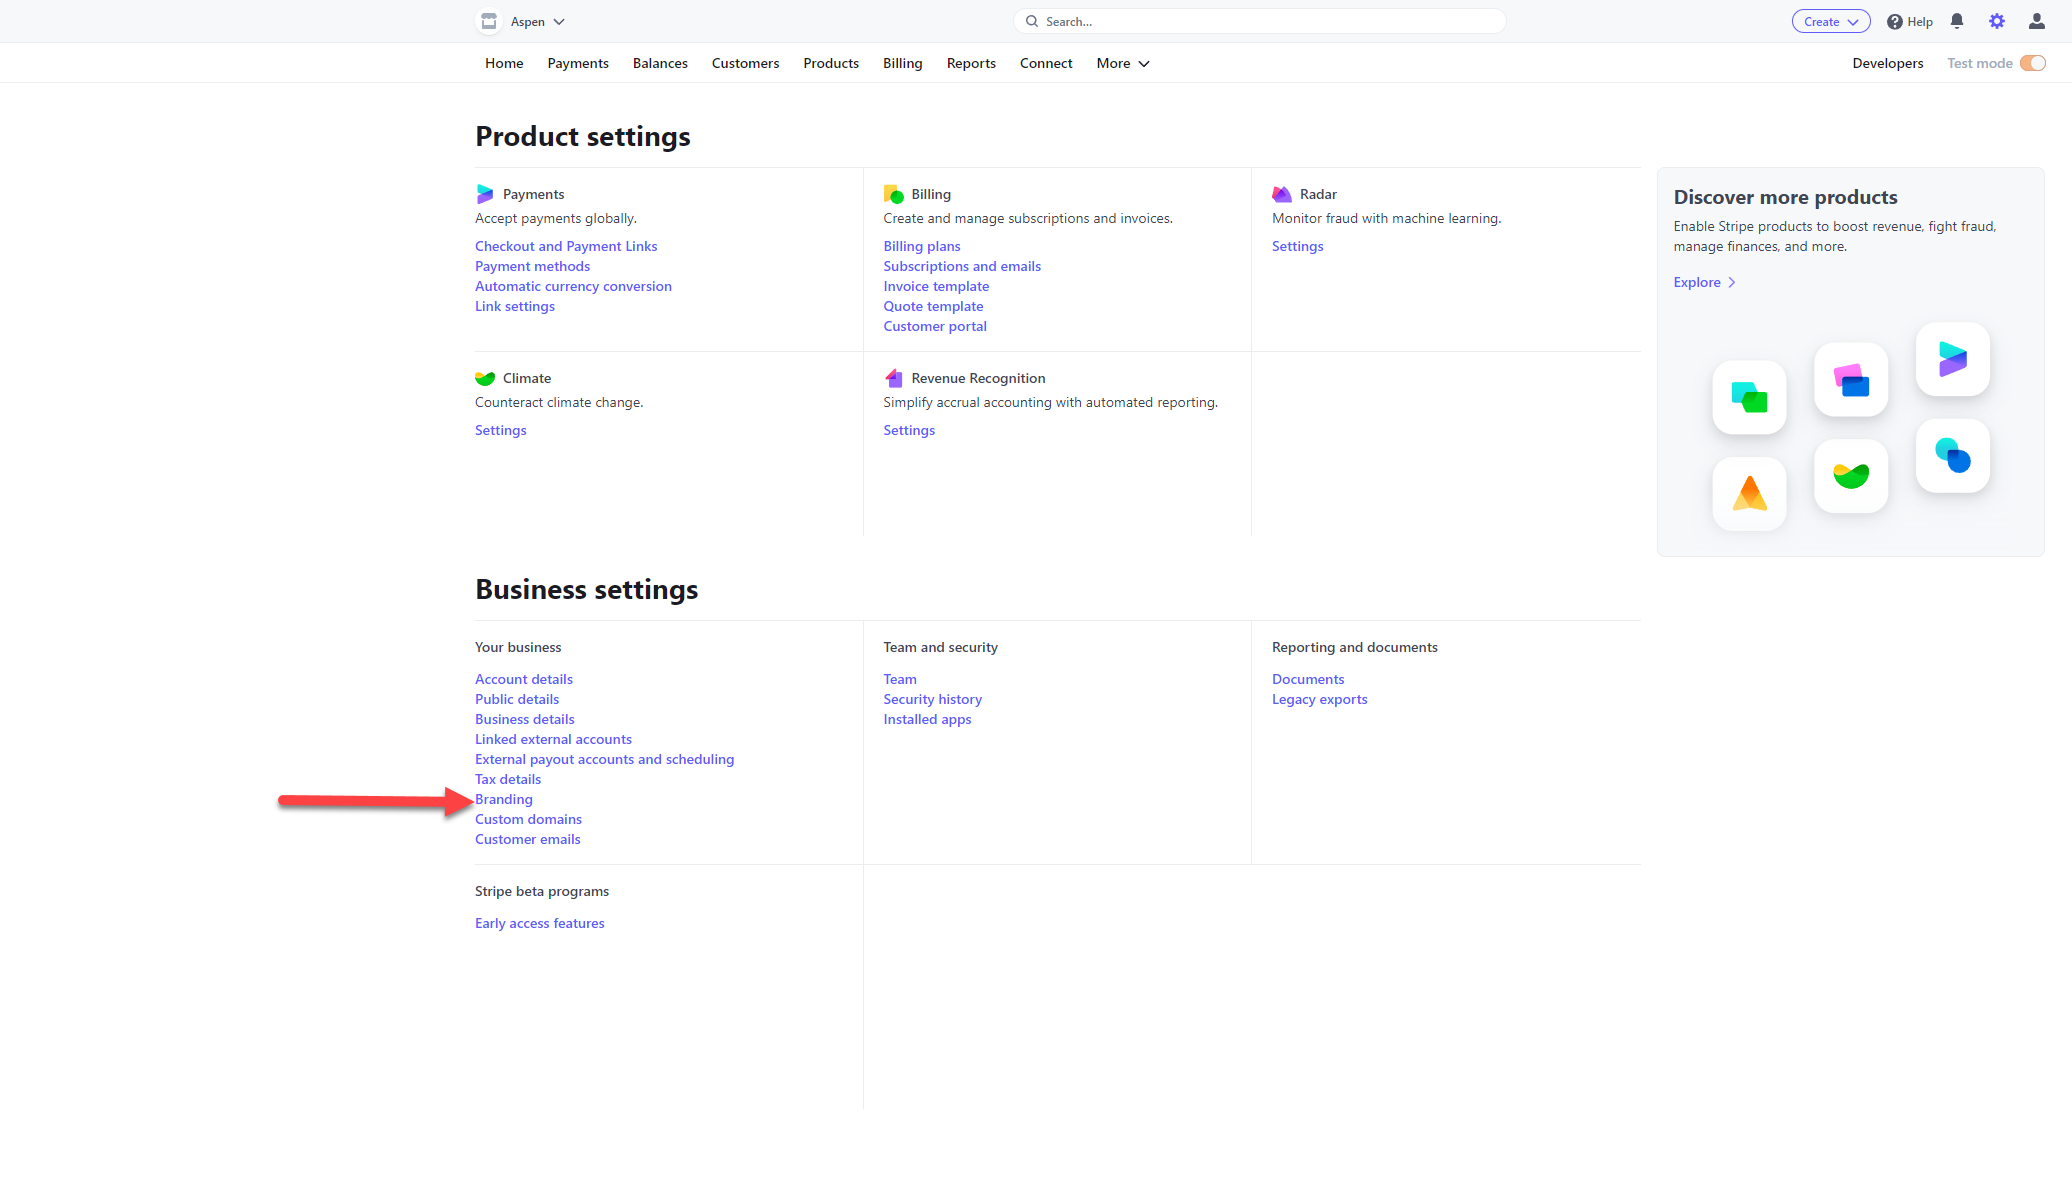 Aspen
Search...
Create
Help
Home Payments Balances Customers Products Billing Reports Connect More
Developers Test mode
Product settings
Payments
Accept payments globally.
Checkout and Payment Links
Payment methods
Automatic currency conversion
Link settings
Billing
Create and manage subscriptions and invoices.
Billing plans
Subscriptions and emails
Invoice template
Quote template
Customer portal
Radar
Monitor fraud with machine learning.
Settings
Climate
Counteract climate change.
Settings
Revenue Recognition
Simplify accrual accounting with automated reporting.
Settings
Discover more products
Enable Stripe products to boost revenue, fight fraud,
manage finances, and more.
Explore
Business settings
Your business
Account details
Public details
Business details
Linked external accounts
External payout accounts and scheduling
Tax details
Branding
Custom domains
Customer emails
Team and security
Team
Security history
Installed apps
Reporting and documents
Documents
Legacy exports
Stripe beta programs
Early access features